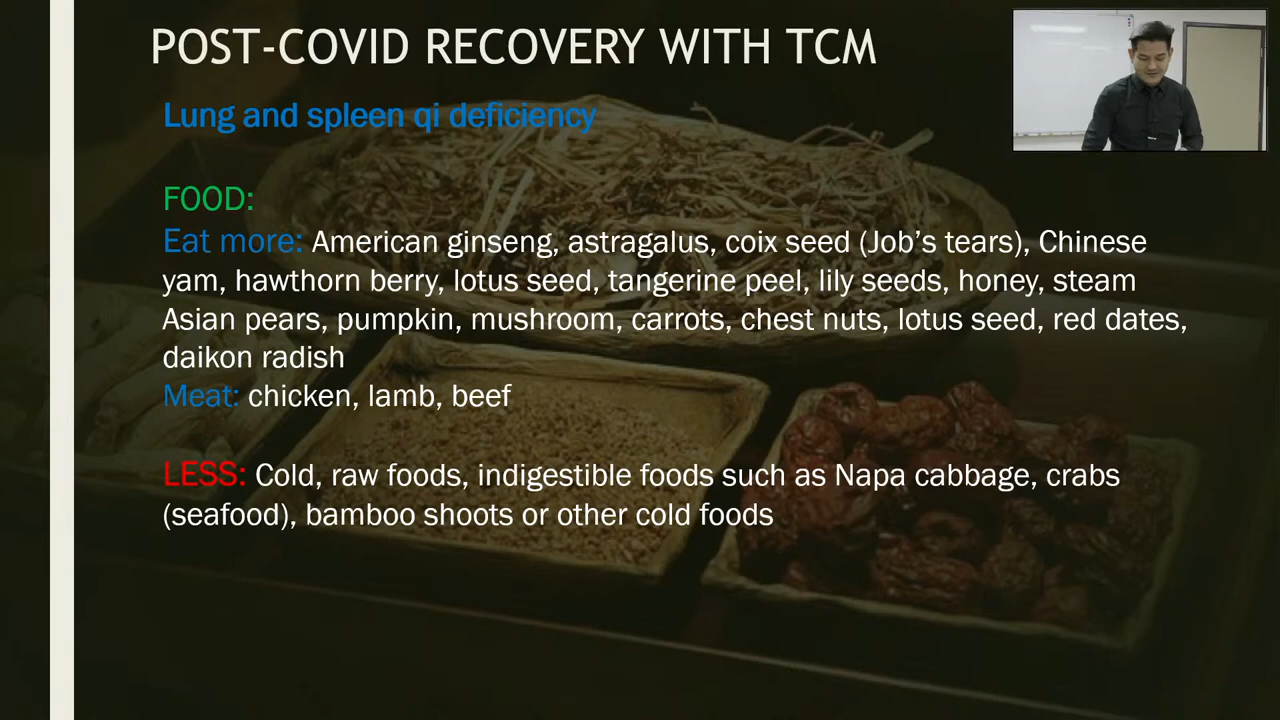 POST-COVID RECOVERY WITH TCM
Lung and spleen qi deficiency
FOOD:
Eat more: American ginseng, astragalus, coix seed (Job’s tears), Chinese
yam, hawthorn berry, lotus seed, tangerine peel, lily seeds, honey, steam
Asian pears, pumpkin, mushroom, carrots, chest nuts, lotus seed, red dates,
daikon radish
Meat: chicken, lamb, beef
LESS: Cold, raw foods, indigestible foods such as Napa cabbage, crabs
(seafood), bamboo shoots or other cold foods